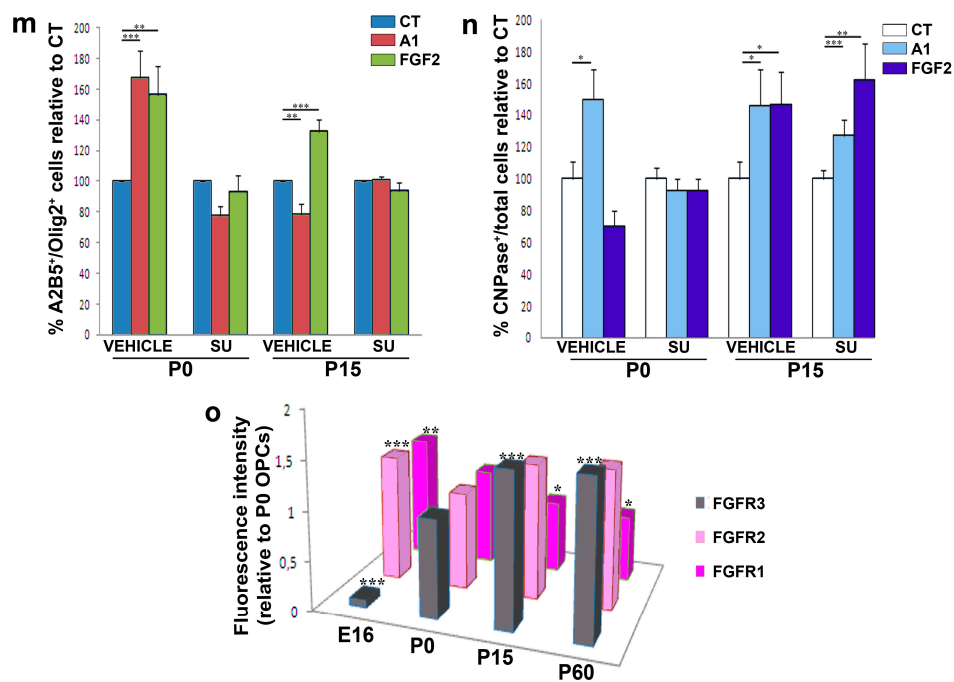 m
% A2B5⁺/Olig2⁺ cells relative to CT
200
180
160
140
120
100
80
60
40
20
0
**
***
***
**
CT
A1
FGF2
VEHICLE SU VEHICLE SU
P0 P15
n
% CNPase⁺/total cells relative to CT
200
180
160
140
120
100
80
60
40
20
0
*
*
*
**
***
CT
A1
FGF2
VEHICLE SU VEHICLE SU
P0 P15
o
Fluorescence intensity
(relative to P0 OPCs)
2
1,5
1
0,5
0
*** ** *** ***
* *
***
E16
P0
P15
P60
FGFR3
FGFR2
FGFR1